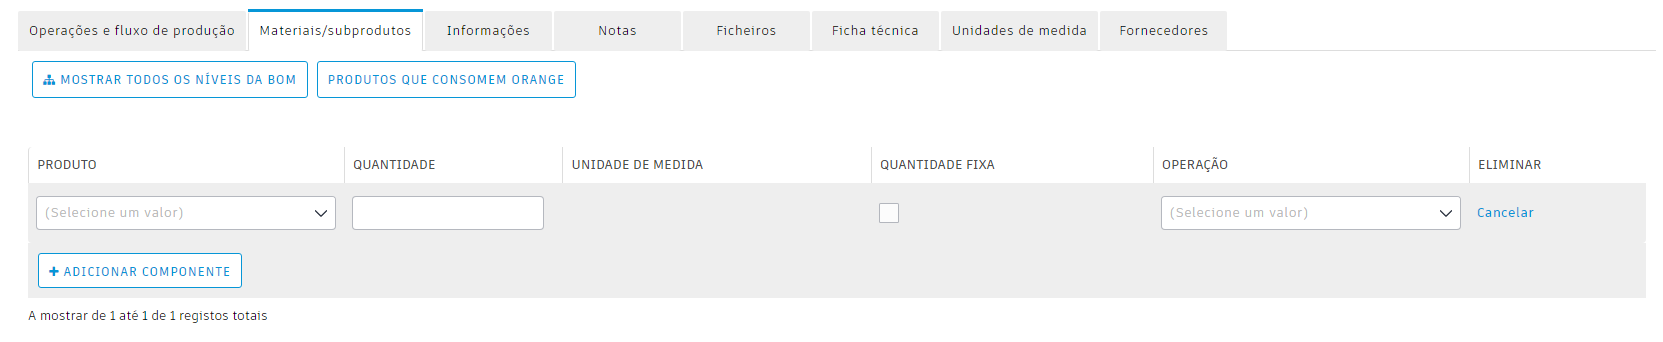 Operações e fluxo de produção Materiais/subprodutos Informações Notas Ficheiros Ficha técnica Unidades de medida Fornecedores
MOSTRAR TODOS OS NÍVEIS DA BOM PRODUTOS QUE CONSOMEM ORANGE
PRODUTO QUANTIDADE UNIDADE DE MEDIDA QUANTIDADE FIXA OPERAÇÃO ELIMINAR
(Selecione um valor) (Selecione um valor) Cancelar
+ ADICIONAR COMPONENTE
A mostrar de 1 até 1 de 1 registos totais